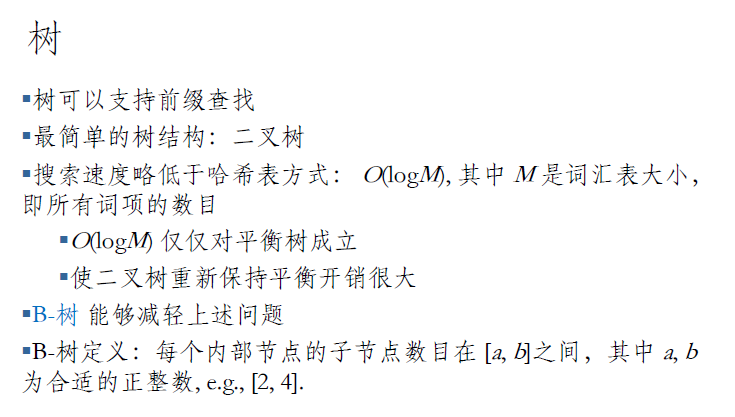 树
▪树可以支持前缀查找
▪最简单的树结构：二叉树
▪搜索速度略低于哈希表方式： O(logM), 其中 M 是词汇表大小，
即所有词项的数目
▪O(logM) 仅仅对平衡树成立
▪使二叉树重新保持平衡开销很大
▪B-树 能够减轻上述问题
▪B-树定义：每个内部节点的子节点数目在 [a, b]之间，其中 a, b
为合适的正整数, e.g., [2, 4].